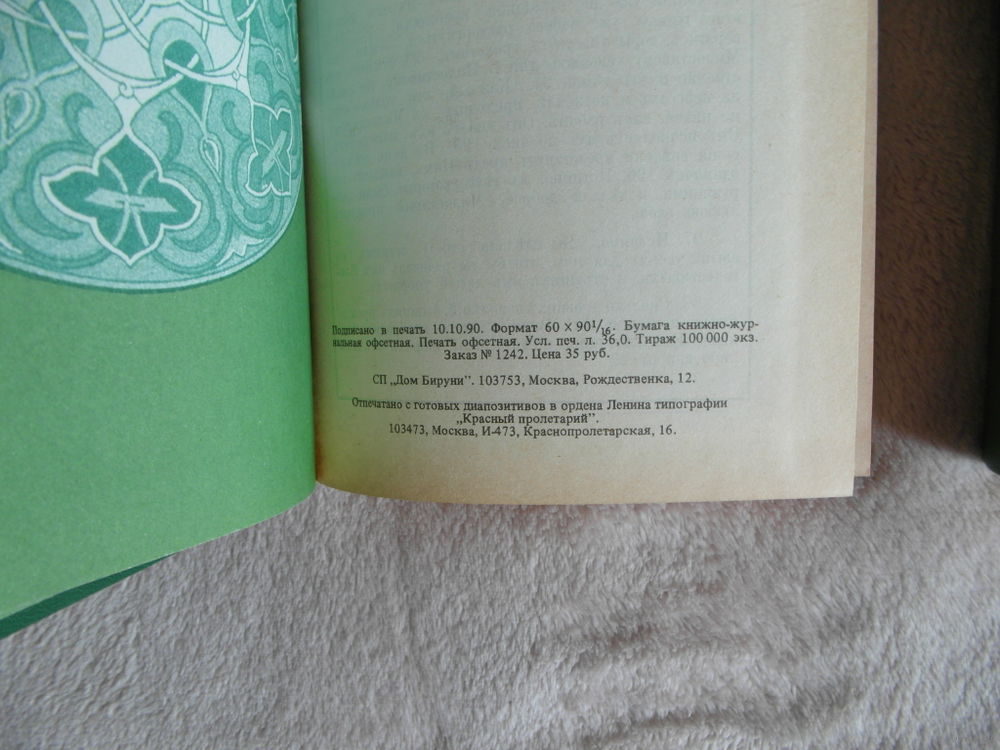 Подписано в печать 10.10.90. Формат 60 × 90¹/₁₆. Бумага книжно-жур-
нальная офсетная. Печать офсетная. Усл. печ. л. 36,0. Тираж 100 000 экз.
Заказ № 1242. Цена 35 руб.
СП „Дом Бируни”. 103753, Москва, Рождественка, 12.
Отпечатано с готовых диапозитивов в ордена Ленина типографии
„Красный пролетарий”.
103473, Москва, И-473, Краснопролетарская, 16.